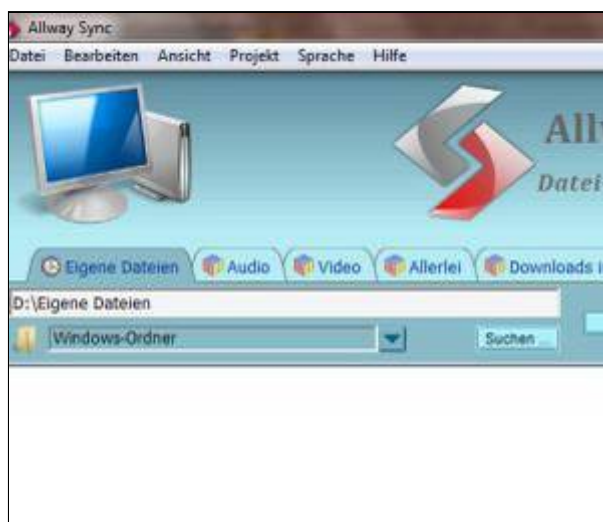 Allway Sync
Datei Bearbeiten Ansicht Projekt Sprache Hilfe
All
Datei
Eigene Dateien Audio Video Allerlei Downloads i
D:\Eigene Dateien
Windows-Ordner Suchen ...